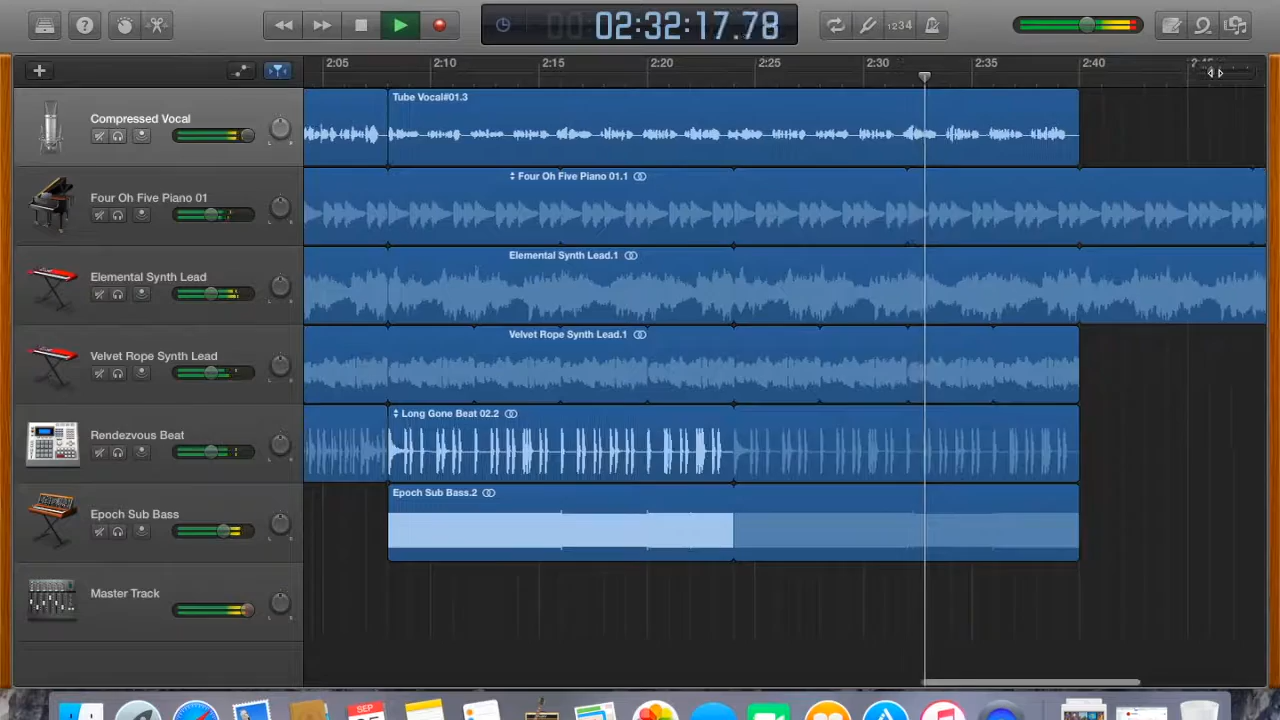 02:32:17.78
1234
2:05 2:10 2:15 2:20 2:25 2:30 2:35 2:40
Tube Vocal#01.3
Compressed Vocal
Four Oh Five Piano 01.1
Four Oh Five Piano 01
Elemental Synth Lead.1
Elemental Synth Lead
Velvet Rope Synth Lead.1
Velvet Rope Synth Lead
Long Gone Beat 02.2
Rendezvous Beat
Epoch Sub Bass.2
Epoch Sub Bass
Master Track
SEP